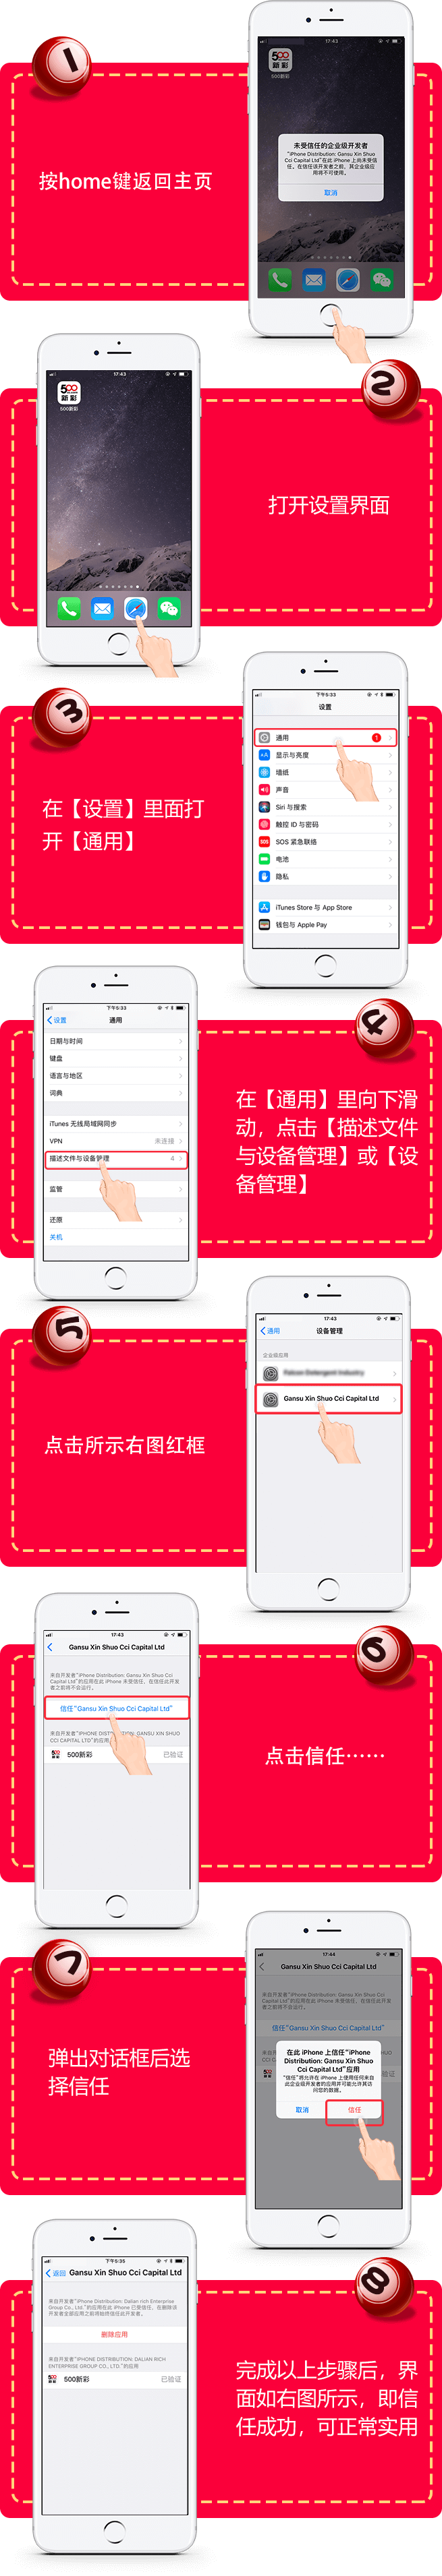 1
17:43
500
新彩
500新彩
未受信任的企业级开发者
"iPhone Distribution: Gansu Xin Shuo
Cci Capital Ltd"在此 iPhone 上尚未受信
任。在信任该开发者之前，其企业级应
用将不可使用。
取消
按home键返回主页
2
17:43
500
新彩
500新彩
打开设置界面
3
在【设置】里面打
开【通用】
下午5:33
设置
通用 1
显示与亮度
墙纸
声音
Siri 与搜索
触控 ID 与密码
SOS 紧急联络
电池
隐私
iTunes Store 与 App Store
钱包与 Apple Pay
4
下午5:33
设置 通用
日期与时间
键盘
语言与地区
词典
iTunes 无线局域网同步
VPN 未连接
描述文件与设备管理 4
监管
还原
关机
在【通用】里向下滑
动，点击【描述文件
与设备管理】或【设
备管理】
5
点击所示右图红框
17:43
通用 设备管理
企业级应用
Gansu Xin Shuo Cci Capital Ltd
6
17:43
Gansu Xin Shuo Cci Capital Ltd
来自开发者"iPhone Distribution: Gansu Xin Shuo Cci
Capital Ltd"的应用在此 iPhone 未受信任，在信任此开发
者之前将不会运行。
信任"Gansu Xin Shuo Cci Capital Ltd"
来自开发者"IPHONE DISTRIBUTION: GANSU XIN SHUO
CCI CAPITAL LTD"的应用
500新彩 已验证
点击信任……
7
弹出对话框后选
择信任
17:44
Gansu Xin Shuo Cci Capital Ltd
来自开发者"iPhone Distribution: Gansu Xin Shuo Cci
Capital Ltd"的应用在此 iPhone 未受信任，在信任此开发
者之前将不会运行。
信任"Gansu Xin Shuo Cci Capital Ltd"
在此 iPhone 上信任"iPhone
Distribution: Gansu Xin Shuo
Cci Capital Ltd"应用
"信任"将允许在 iPhone 上使用任何来自
此企业级开发者的应用并可能允许其访
问您的数据。
取消 信任
8
下午5:35
返回 Gansu Xin Shuo Cci Capital Ltd
来自开发者"iPhone Distribution: Dalian rich Enterprise
Group Co., Ltd."的应用在此 iPhone 已受信任，在删除该
开发者全部应用之前将始终信任此开发者。
删除应用
来自开发者"IPHONE DISTRIBUTION: DALIAN RICH
ENTERPRISE GROUP CO., LTD."的应用
500新彩 已验证
完成以上步骤后，界
面如右图所示，即信
任成功，可正常实用